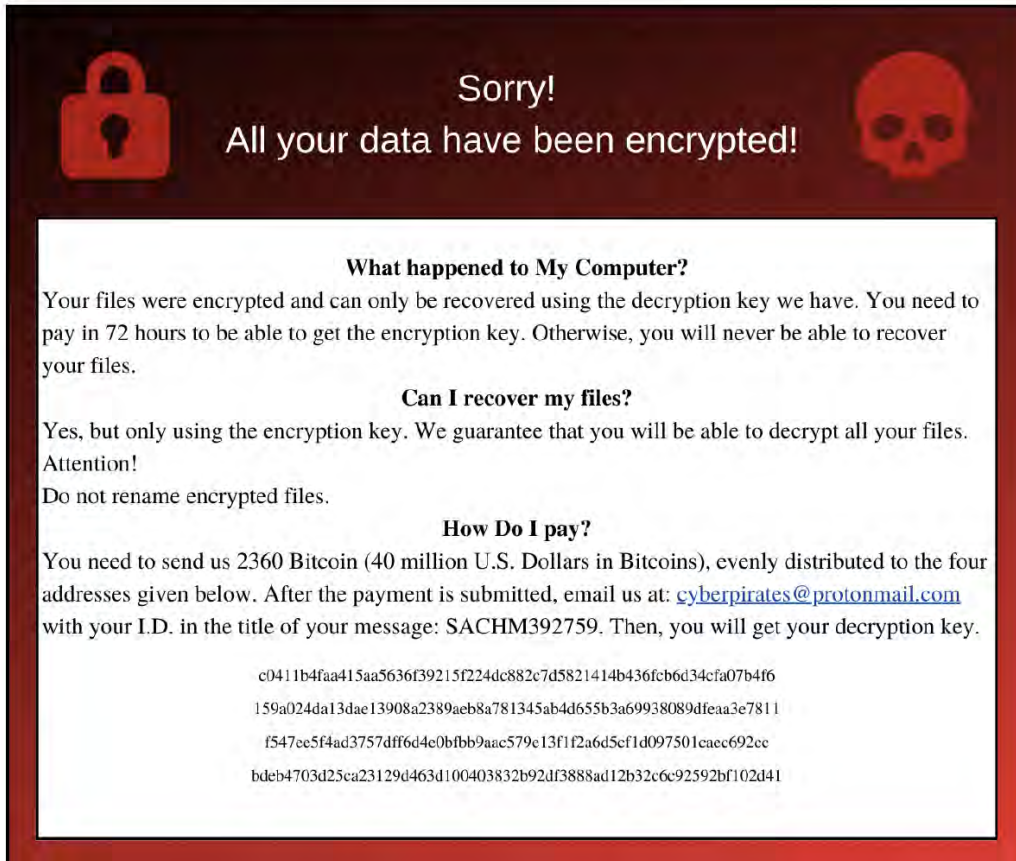 Sorry!
All your data have been encrypted!
What happened to My Computer?
Your files were encrypted and can only be recovered using the decryption key we have. You need to
pay in 72 hours to be able to get the encryption key. Otherwise, you will never be able to recover
your files.
Can I recover my files?
Yes, but only using the encryption key. We guarantee that you will be able to decrypt all your files.
Attention!
Do not rename encrypted files.
How Do I pay?
You need to send us 2360 Bitcoin (40 million U.S. Dollars in Bitcoins), evenly distributed to the four
addresses given below. After the payment is submitted, email us at: cyberpirates@protonmail.com
with your I.D. in the title of your message: SACHM392759. Then, you will get your decryption key.
c0411b4faa415aa5636f39215f224dc882c7d5821414b436fcb6d34cfa07b4f6
159a024da13dae13908a2389aeb8a781345ab4d655b3a69938089dfeaa3e7811
f547ee5f4ad3757dff6d4e0bfbb9aac579e13f1f2a6d5cf1d097501caec692cc
bdeb4703d25ca23129d463d100403832b92df3888ad12b32c6c92592bf102d41